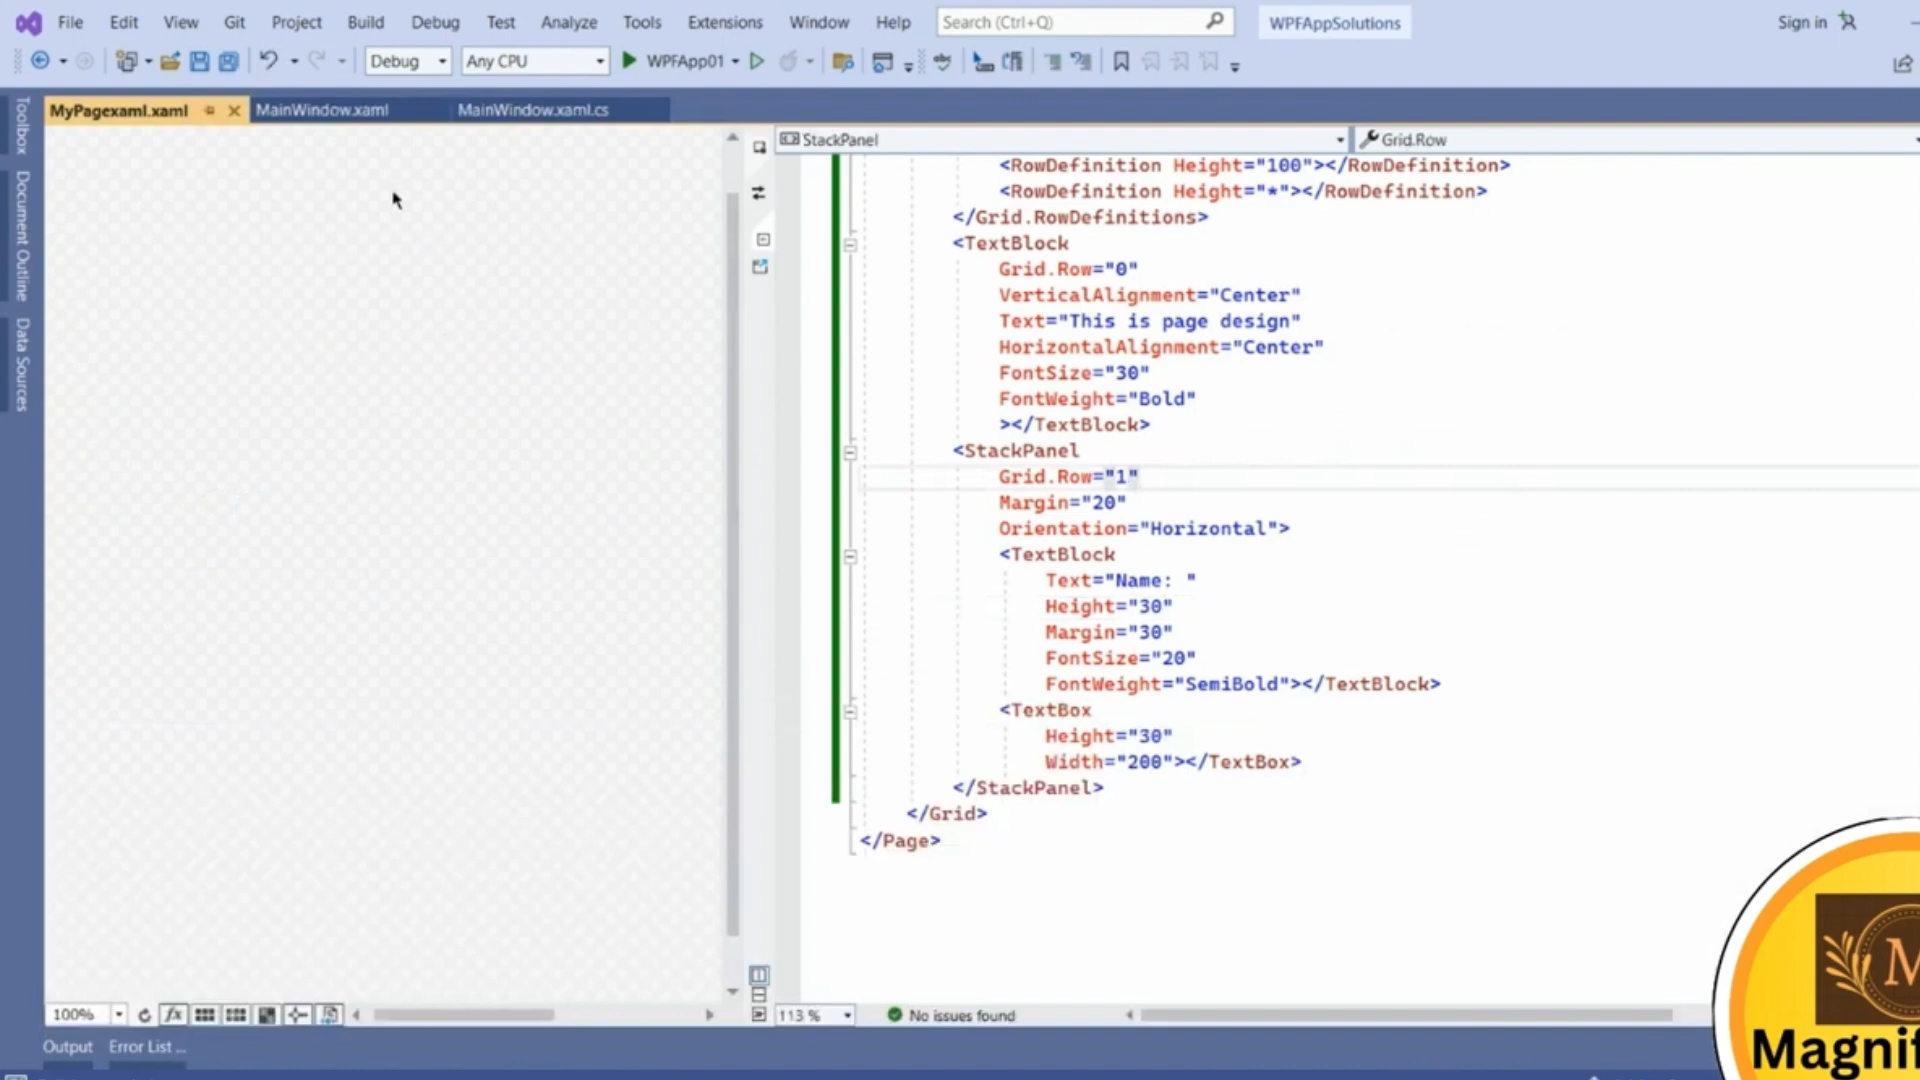 File Edit View Git Project Build Debug Test Analyze Tools Extensions Window Help Search (Ctrl+Q) WPFAppSolutions Sign in
Debug Any CPU WPFApp01
Toolbox
Document Outline
Data Sources
MyPagexaml.xaml MainWindow.xaml MainWindow.xaml.cs
StackPanel Grid.Row
<RowDefinition Height="100"></RowDefinition>
<RowDefinition Height="*"></RowDefinition>
</Grid.RowDefinitions>
<TextBlock
Grid.Row="0"
VerticalAlignment="Center"
Text="This is page design"
HorizontalAlignment="Center"
FontSize="30"
FontWeight="Bold"
></TextBlock>
<StackPanel
Grid.Row="1"
Margin="20"
Orientation="Horizontal">
<TextBlock
Text="Name: "
Height="30"
Margin="30"
FontSize="20"
FontWeight="SemiBold"></TextBlock>
<TextBox
Height="30"
Width="200"></TextBox>
</StackPanel>
</Grid>
</Page>
100% fx 113 % No issues found
Output Error List ...
M
Magnif